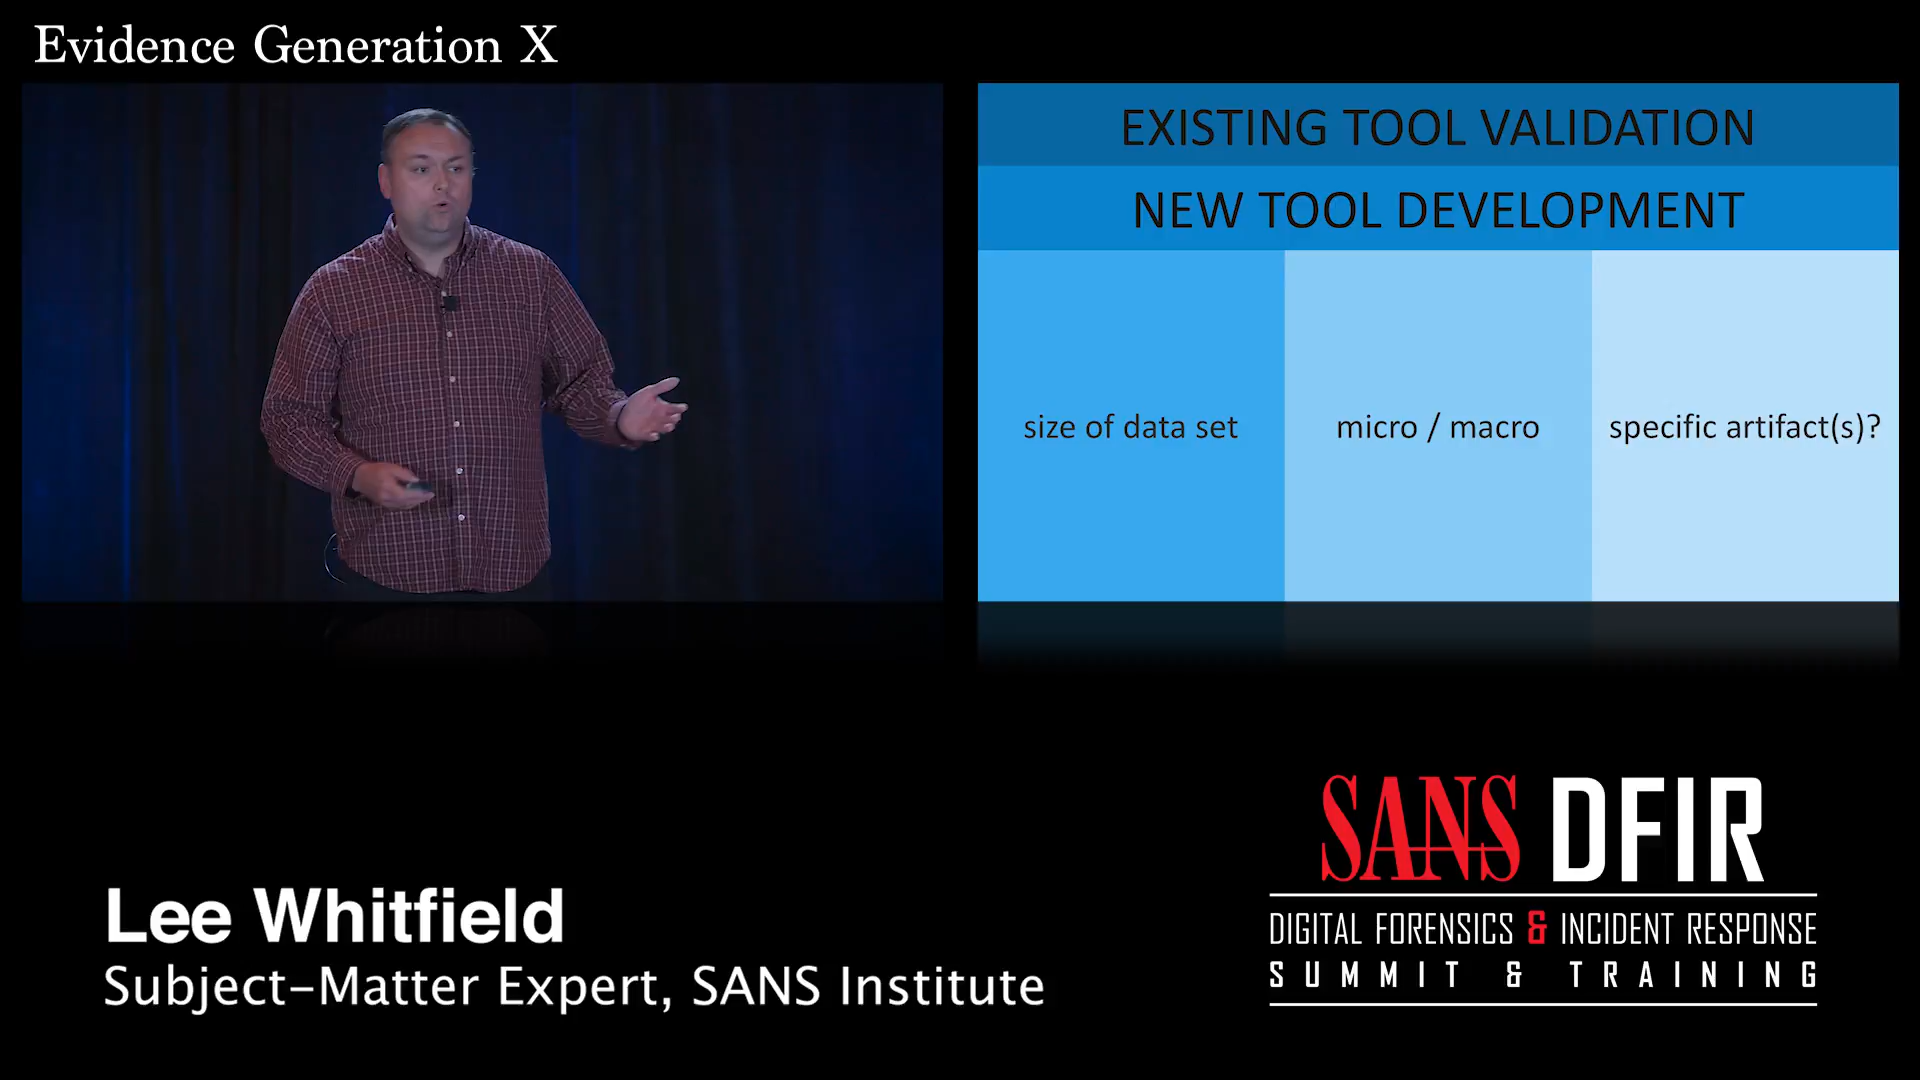 Evidence Generation X
EXISTING TOOL VALIDATION
NEW TOOL DEVELOPMENT
size of data set
micro / macro
specific artifact(s)?
Lee Whitfield
Subject-Matter Expert, SANS Institute
SANS DFIR
DIGITAL FORENSICS & INCIDENT RESPONSE
SUMMIT & TRAINING